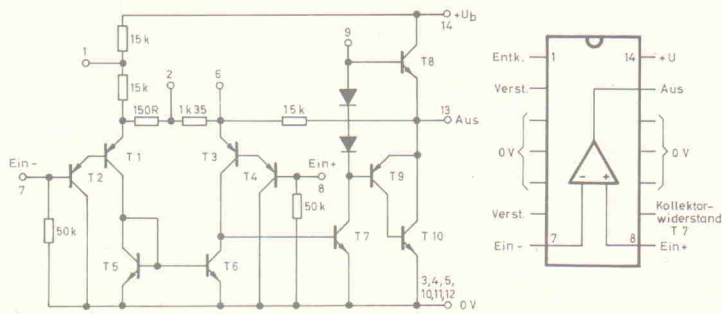 +Ub
14
15k
1
9
T8
15k
2
6
150R
1k35
15k
13
Aus
T1
T3
Ein-
7
T2
T4
Ein+
8
T9
50k
50k
T7
T10
T5
T6
3,4,5,
10,11,12
0V
Entk.
1
14
+U
Verst.
Aus
0V
0V
Verst.
Kollektor-
widerstand
T7
Ein-
7
8
Ein+
-
+